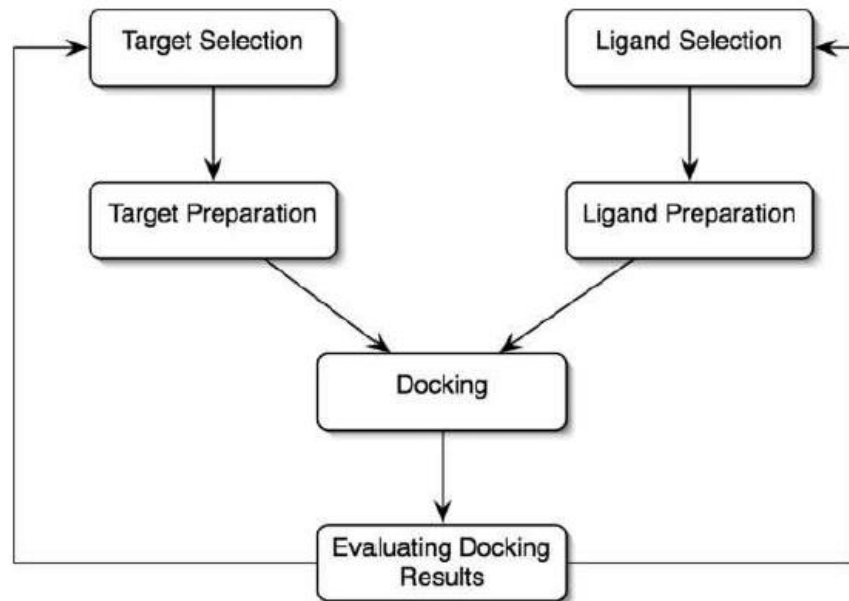 Target Selection
Ligand Selection
Target Preparation
Ligand Preparation
Docking
Evaluating Docking
Results